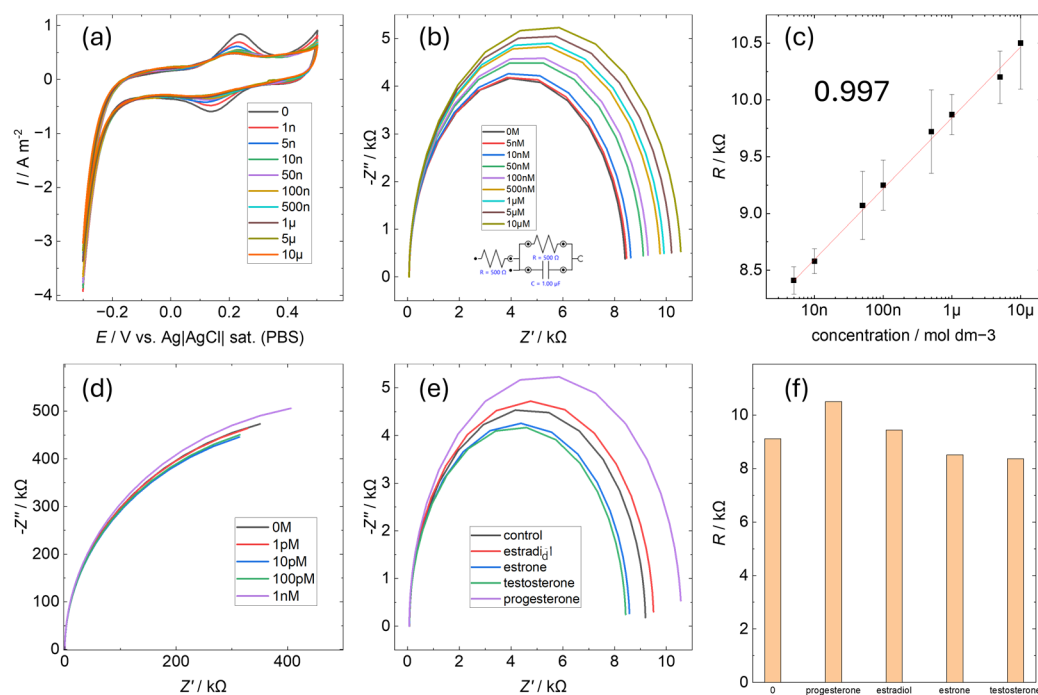 (a)
1
0
−1
−2
−3
−4
I / A m-2
−0.2
0.0
0.2
0.4
E / V vs. Ag|AgCl| sat. (PBS)
0
1n
5n
10n
50n
100n
500n
1μ
5μ
10μ
(b)
5
4
3
2
1
0
-Z″ / kΩ
0
2
4
6
8
10
Z′ / kΩ
0M
5nM
10nM
50nM
100nM
500nM
1μM
5μM
10μM
R = 500 Ω
R = 500 Ω
C = 1.00 μF
(c)
0.997
10.5
10.0
9.5
9.0
8.5
R / kΩ
10n
100n
1μ
10μ
concentration / mol dm−3
(d)
500
400
300
200
100
0
-Z″ / kΩ
0
200
400
Z′ / kΩ
0M
1pM
10pM
100pM
1nM
(e)
5
4
3
2
1
0
-Z″ / kΩ
0
2
4
6
8
10
Z′ / kΩ
control
estrone
testosterone
progesterone
(f)
10
8
6
4
2
0
R / kΩ
0
progesterone
estradiol
estrone
testosterone